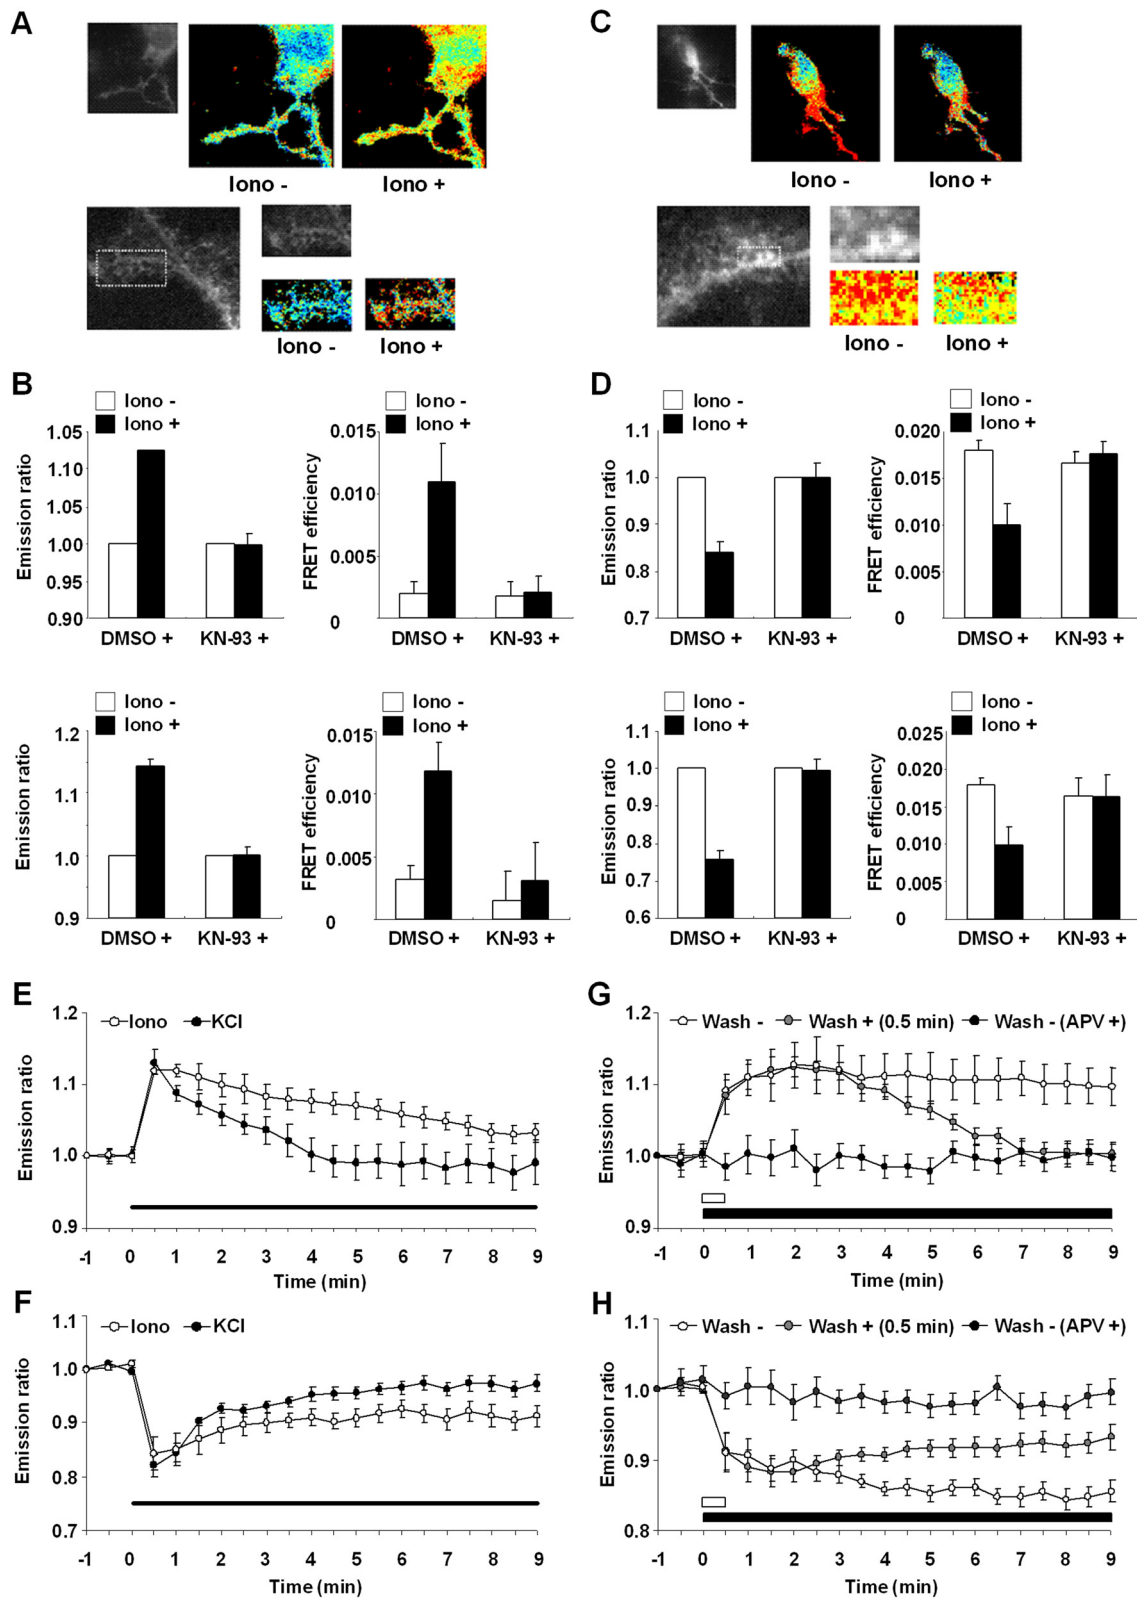 A
Iono -
Iono +
Iono -
Iono +
C
Iono -
Iono +
Iono -
Iono +
B
Iono -
Iono +
Emission ratio
1.05
1.10
1.05
1.00
0.95
0.90
DMSO +
KN-93 +
Iono -
Iono +
FRET efficiency
0.015
0.010
0.005
0
DMSO +
KN-93 +
Iono -
Iono +
Emission ratio
1.2
1.1
1.0
0.9
DMSO +
KN-93 +
Iono -
Iono +
FRET efficiency
0.015
0.010
0.005
0
DMSO +
KN-93 +
D
Iono -
Iono +
Emission ratio
1.1
1.0
0.9
0.8
0.7
DMSO +
KN-93 +
Iono -
Iono +
FRET efficiency
0.020
0.015
0.010
0.005
0
DMSO +
KN-93 +
Iono -
Iono +
Emission ratio
1.1
1.0
0.9
0.8
0.7
0.6
DMSO +
KN-93 +
Iono -
Iono +
FRET efficiency
0.025
0.020
0.015
0.010
0.005
0
DMSO +
KN-93 +
E
Iono
KCl
Emission ratio
1.2
1.1
1.0
0.9
-1 0 1 2 3 4 5 6 7 8 9
Time (min)
F
Iono
KCl
Emission ratio
1.1
1.0
0.9
0.8
0.7
-1 0 1 2 3 4 5 6 7 8 9
Time (min)
G
Wash -
Wash + (0.5 min)
Wash - (APV +)
Emission ratio
1.2
1.1
1.0
0.9
-1 0 1 2 3 4 5 6 7 8 9
Time (min)
H
Wash -
Wash + (0.5 min)
Wash - (APV +)
Emission ratio
1.1
1.0
0.9
0.8
-1 0 1 2 3 4 5 6 7 8 9
Time (min)